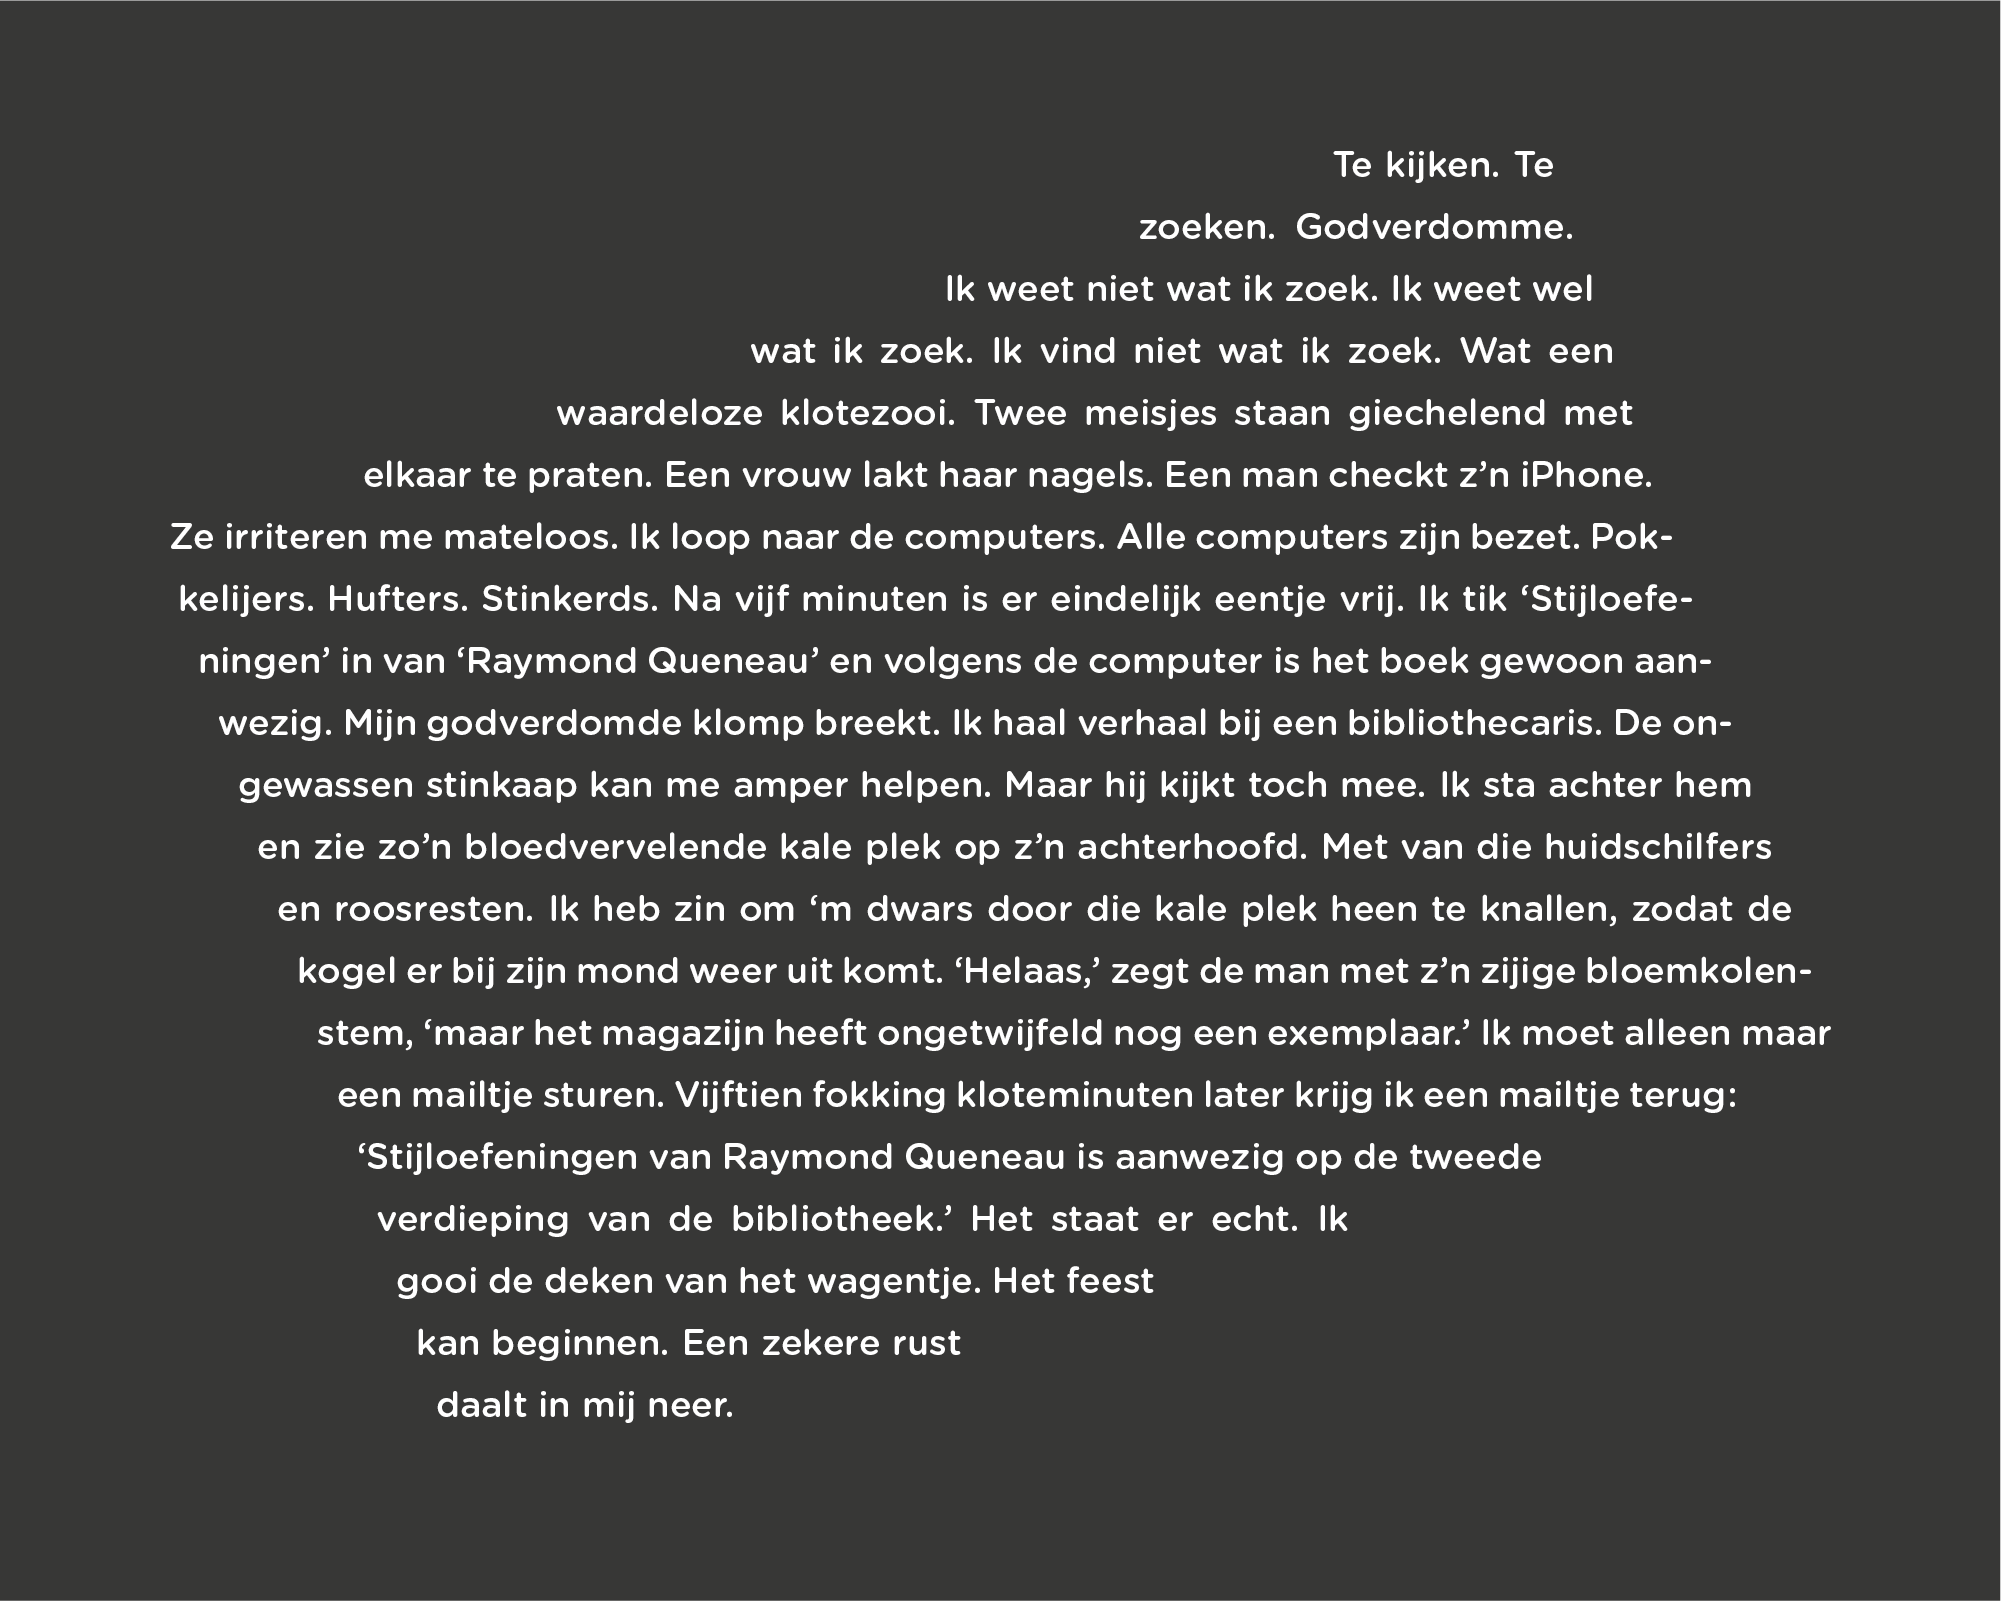 Te kijken. Te
zoeken. Godverdomme.
Ik weet niet wat ik zoek. Ik weet wel
wat ik zoek. Ik vind niet wat ik zoek. Wat een
waardeloze klotezooi. Twee meisjes staan giechelend met
elkaar te praten. Een vrouw lakt haar nagels. Een man checkt z’n iPhone.
Ze irriteren me mateloos. Ik loop naar de computers. Alle computers zijn bezet. Pok-
kelijers. Hufters. Stinkerds. Na vijf minuten is er eindelijk eentje vrij. Ik tik ‘Stijloefe-
ningen’ in van ‘Raymond Queneau’ en volgens de computer is het boek gewoon aan-
wezig. Mijn godverdomde klomp breekt. Ik haal verhaal bij een bibliothecaris. De on-
gewassen stinkaap kan me amper helpen. Maar hij kijkt toch mee. Ik sta achter hem
en zie zo’n bloedvervelende kale plek op z’n achterhoofd. Met van die huidschilfers
en roosresten. Ik heb zin om ‘m dwars door die kale plek heen te knallen, zodat de
kogel er bij zijn mond weer uit komt. ‘Helaas,’ zegt de man met z’n zijige bloemkolen-
stem, ‘maar het magazijn heeft ongetwijfeld nog een exemplaar.’ Ik moet alleen maar
een mailtje sturen. Vijftien fokking kloteminuten later krijg ik een mailtje terug:
‘Stijloefeningen van Raymond Queneau is aanwezig op de tweede
verdieping van de bibliotheek.’ Het staat er echt. Ik
gooi de deken van het wagentje. Het feest
kan beginnen. Een zekere rust
daalt in mij neer.